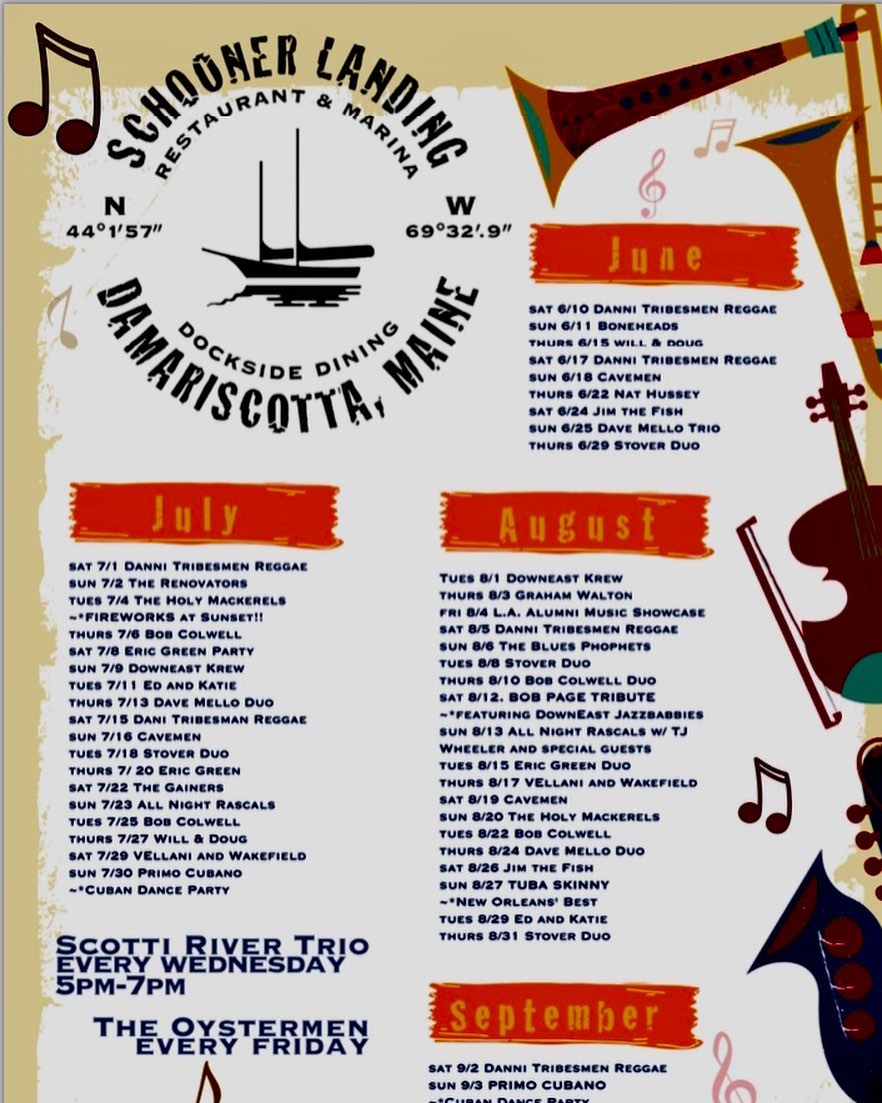 SCHOONER LANDING
RESTAURANT & MARINA
N
44°1'57"
W
69°32'.9"
DOCKSIDE DINING
DAMARISCOTTA, MAINE
June
SAT 6/10 DANNI TRIBESMEN REGGAE
SUN 6/11 BONEHEADS
THURS 6/15 WILL & DOUG
SAT 6/17 DANNI TRIBESMEN REGGAE
SUN 6/18 CAVEMEN
THURS 6/22 NAT HUSSEY
SAT 6/24 JIM THE FISH
SUN 6/25 DAVE MELLO TRIO
THURS 6/29 STOVER DUO
July
SAT 7/1 DANNI TRIBESMEN REGGAE
SUN 7/2 THE RENOVATORS
TUES 7/4 THE HOLY MACKERELS
~*FIREWORKS AT SUNSET!!
THURS 7/6 BOB COLWELL
SAT 7/8 ERIC GREEN PARTY
SUN 7/9 DOWNEAST KREW
TUES 7/11 ED AND KATIE
THURS 7/13 DAVE MELLO DUO
SAT 7/15 DANI TRIBESMAN REGGAE
SUN 7/16 CAVEMEN
TUES 7/18 STOVER DUO
THURS 7/ 20 ERIC GREEN
SAT 7/22 THE GAINERS
SUN 7/23 ALL NIGHT RASCALS
TUES 7/25 BOB COLWELL
THURS 7/27 WILL & DOUG
SAT 7/29 VELLANI AND WAKEFIELD
SUN 7/30 PRIMO CUBANO
~*CUBAN DANCE PARTY
SCOTTI RIVER TRIO
EVERY WEDNESDAY
5PM-7PM
THE OYSTERMEN
EVERY FRIDAY
August
TUES 8/1 DOWNEAST KREW
THURS 8/3 GRAHAM WALTON
FRI 8/4 L.A. ALUMNI MUSIC SHOWCASE
SAT 8/5 DANNI TRIBESMEN REGGAE
SUN 8/6 THE BLUES PHOPHETS
TUES 8/8 STOVER DUO
THURS 8/10 BOB COLWELL DUO
SAT 8/12. BOB PAGE TRIBUTE
~*FEATURING DOWNEAST JAZZBABBIES
SUN 8/13 ALL NIGHT RASCALS W/ TJ
WHEELER AND SPECIAL GUESTS
TUES 8/15 ERIC GREEN DUO
THURS 8/17 VELLANI AND WAKEFIELD
SAT 8/19 CAVEMEN
SUN 8/20 THE HOLY MACKERELS
TUES 8/22 BOB COLWELL
THURS 8/24 DAVE MELLO DUO
SAT 8/26 JIM THE FISH
SUN 8/27 TUBA SKINNY
~*NEW ORLEANS' BEST
TUES 8/29 ED AND KATIE
THURS 8/31 STOVER DUO
September
SAT 9/2 DANNI TRIBESMEN REGGAE
SUN 9/3 PRIMO CUBANO
~*CUBAN DANCE PARTY